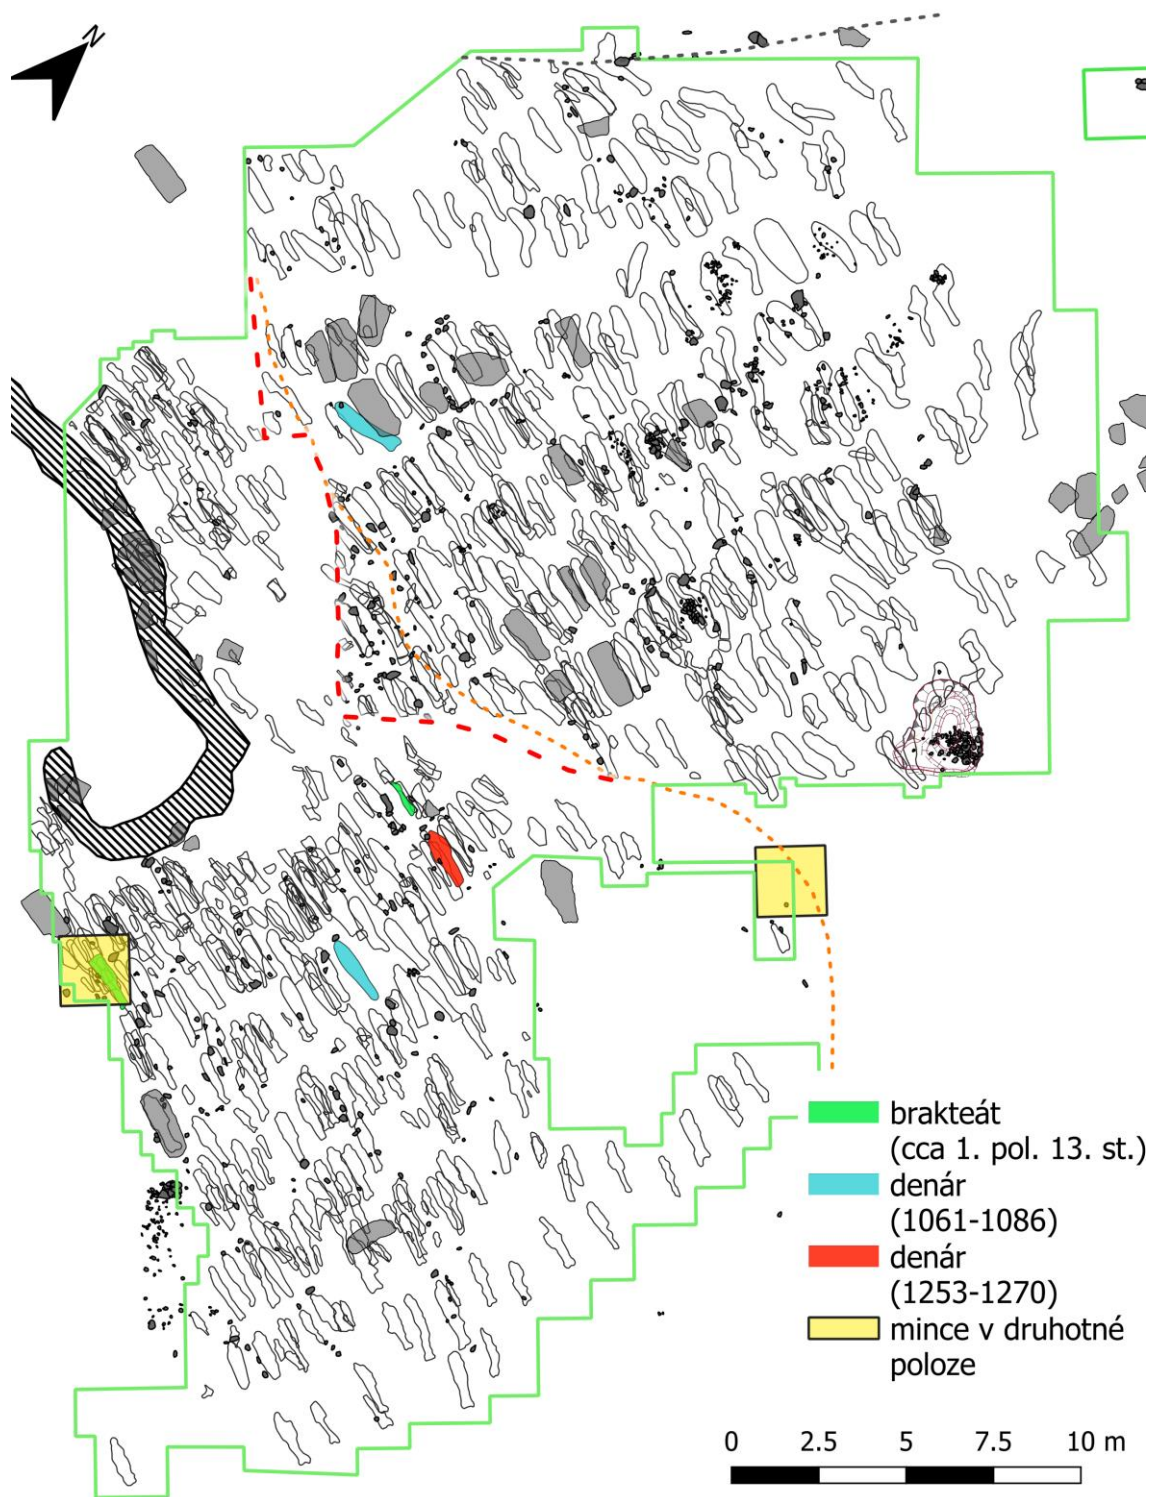 N
brakteát
(cca 1. pol. 13. st.)
denár
(1061-1086)
denár
(1253-1270)
mince v druhotné
poloze
0 2.5 5 7.5 10 m